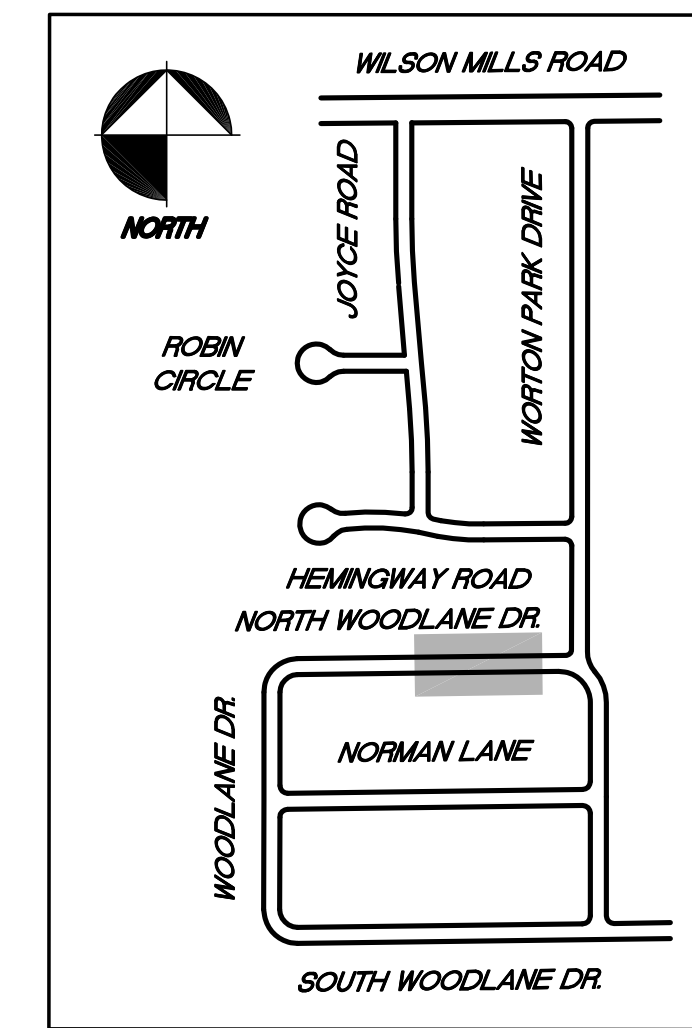 WILSON MILLS ROAD
NORTH
JOYCE ROAD
WORTON PARK DRIVE
ROBIN
CIRCLE
HEMINGWAY ROAD
NORTH WOODLANE DR.
WOODLANE DR.
NORMAN LANE
SOUTH WOODLANE DR.